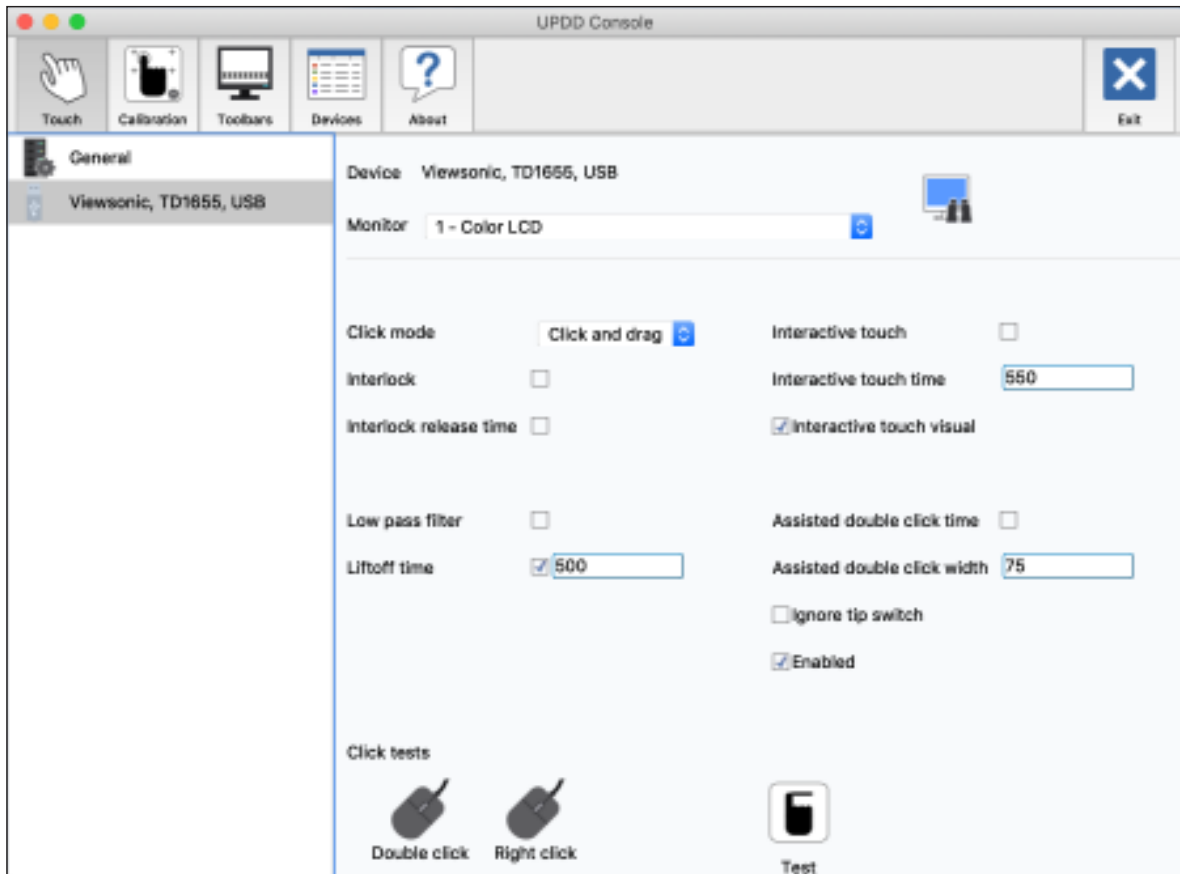 UPDD Console
Touch Calibration Toolbars Devices About Exit
General
Viewsonic, TD1655, USB
Device Viewsonic, TD1655, USB
Monitor 1 - Color LCD
Click mode Click and drag Interactive touch
Interlock Interactive touch time 550
Interlock release time Interactive touch visual
Low pass filter Assisted double click time
Liftoff time 500 Assisted double click width 75
Ignore tip switch
Enabled
Click tests
Double click Right click Test